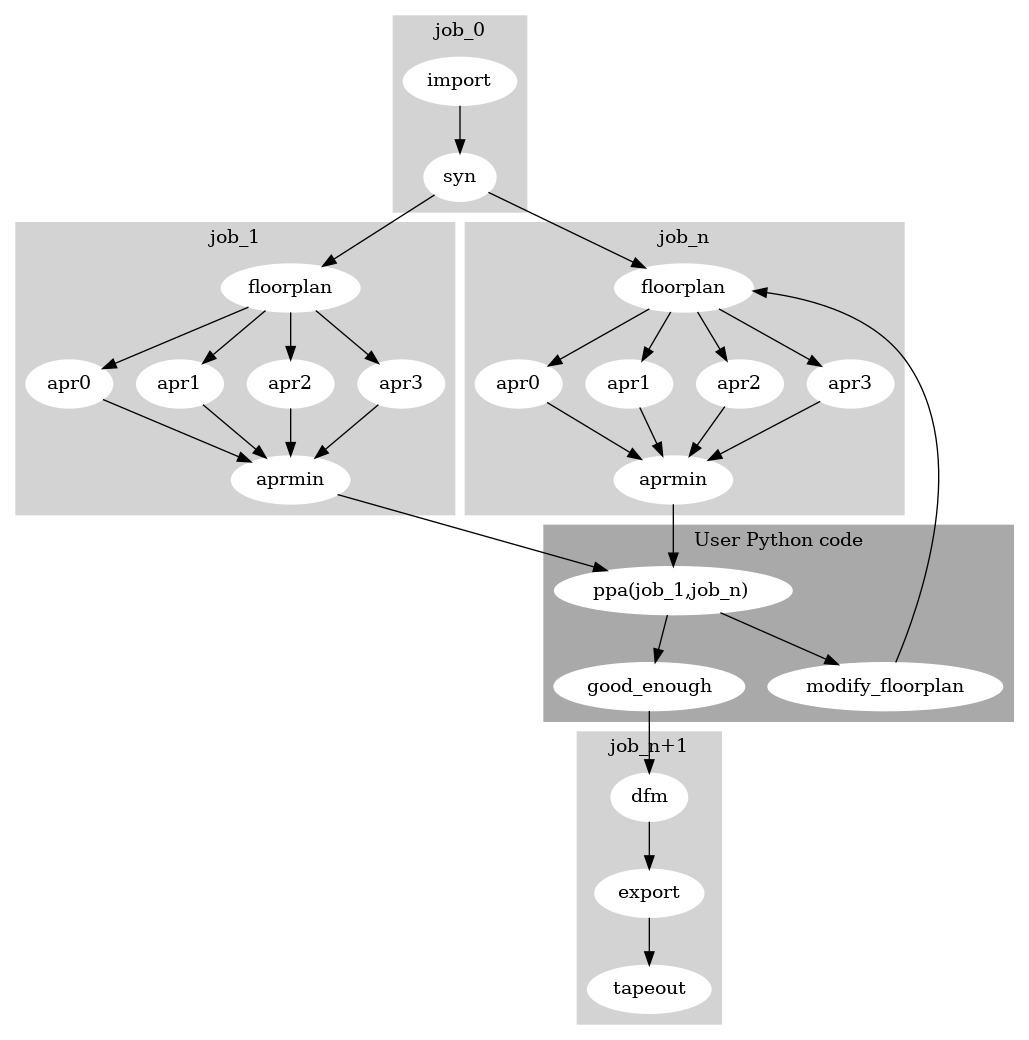 job_0
import
syn
job_1
job_n
floorplan
floorplan
apr0
apr1
apr2
apr3
apr0
apr1
apr2
apr3
aprmin
aprmin
User Python code
ppa(job_1,job_n)
good_enough
modify_floorplan
job_n+1
dfm
export
tapeout